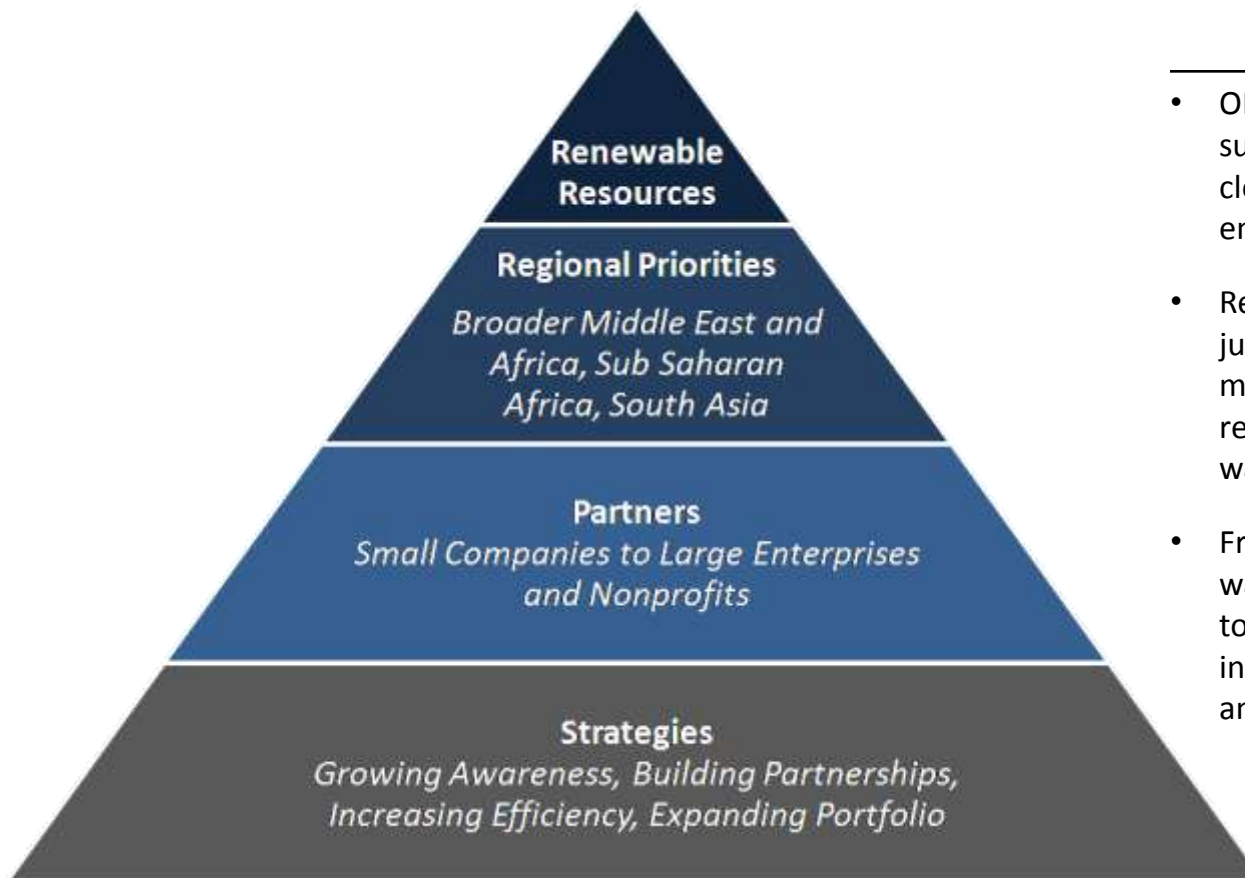 Renewable
Resources
Regional Priorities
Broader Middle East and
Africa, Sub Saharan
Africa, South Asia
Partners
Small Companies to Large Enterprises
and Nonprofits
Strategies
Growing Awareness, Building Partnerships,
Increasing Efficiency, Expanding Portfolio
•
•
• Fr